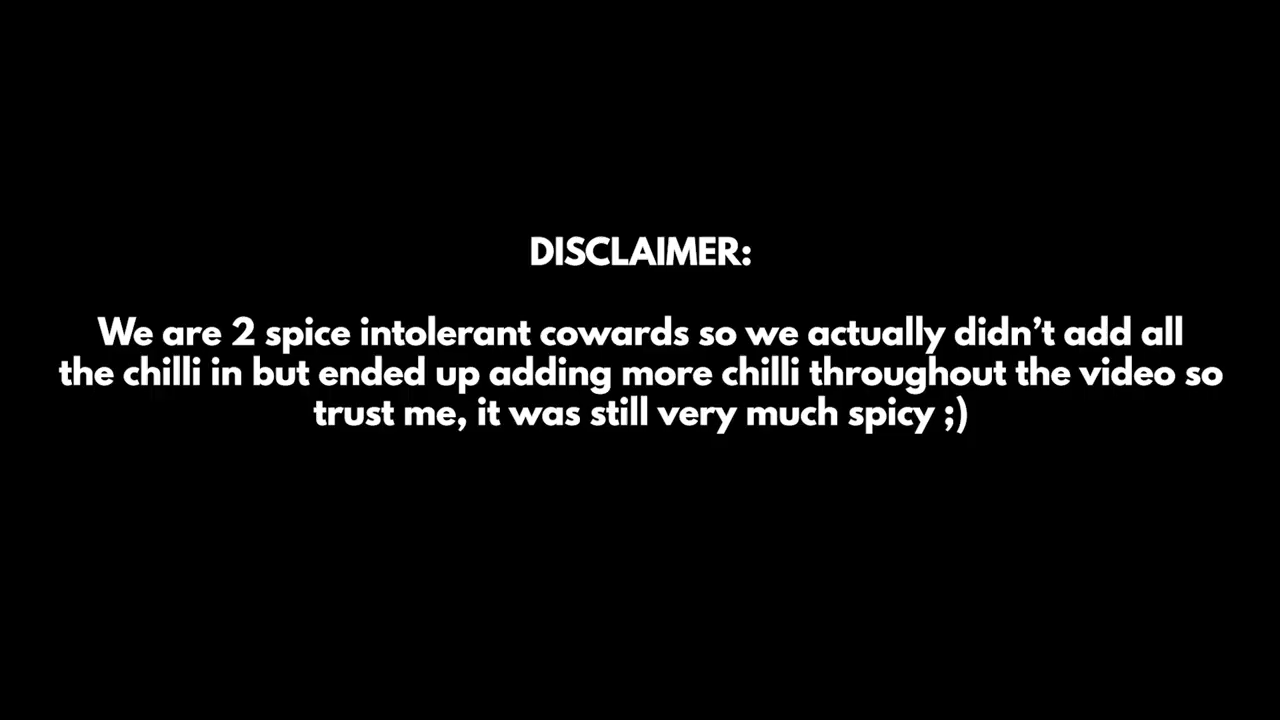 DISCLAIMER:
We are 2 spice intolerant cowards so we actually didn’t add all
the chilli in but ended up adding more chilli throughout the video so
trust me, it was still very much spicy ;)